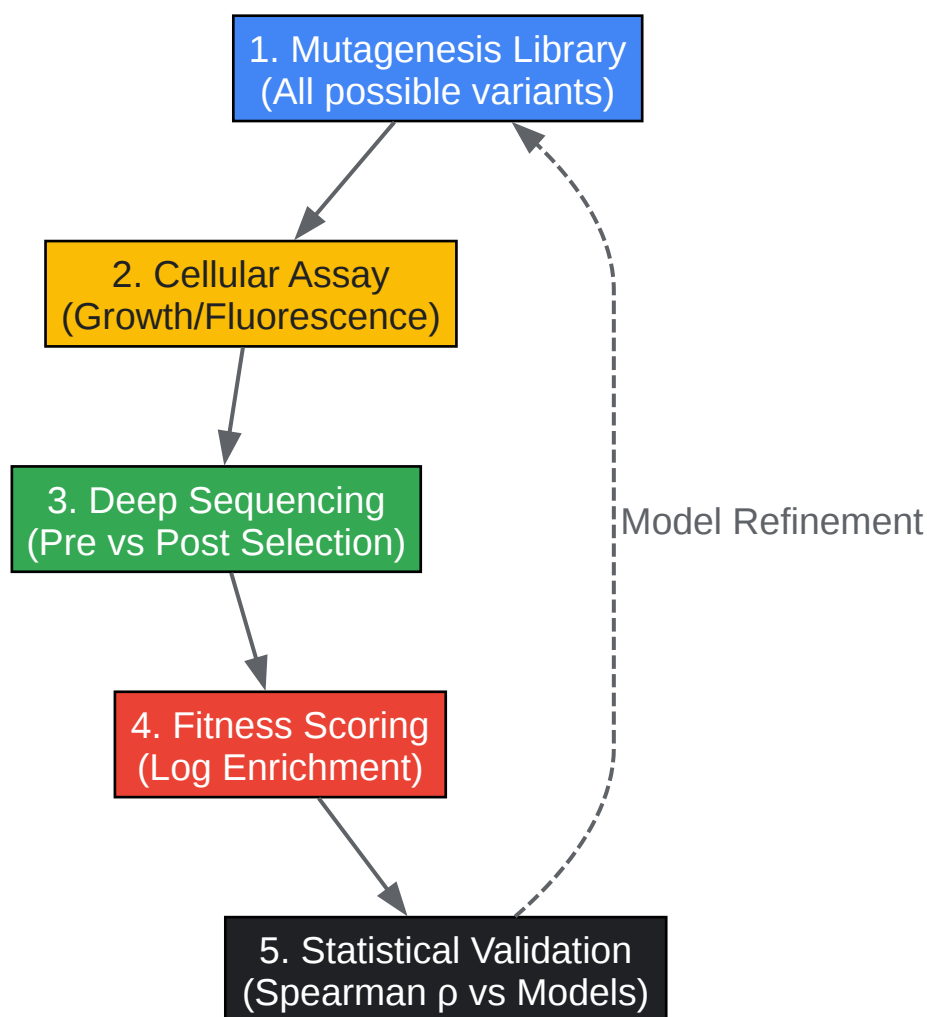 1. Mutagenesis Library
(All possible variants)
2. Cellular Assay
(Growth/Fluorescence)
3. Deep Sequencing
(Pre vs Post Selection)
Model Refinement
4. Fitness Scoring
(Log Enrichment)
5. Statistical Validation
(Spearman ρ vs Models)